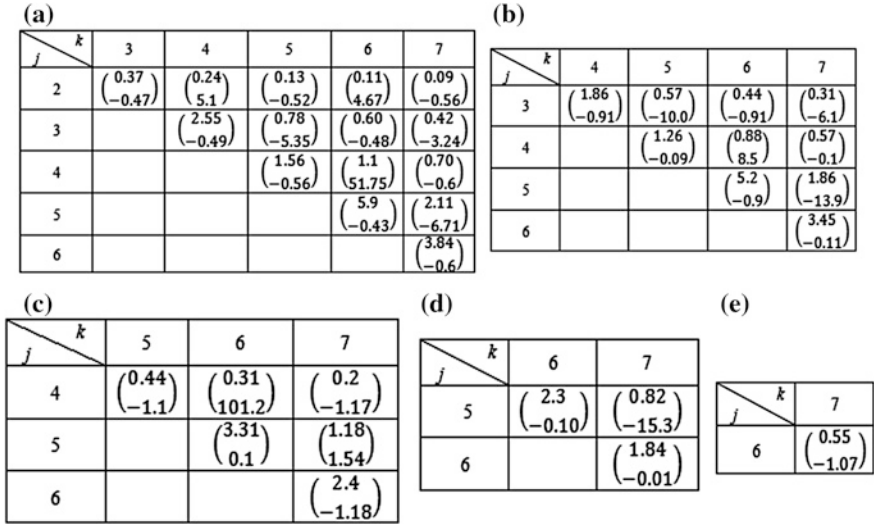 (a)
k
j
3 4 5 6 7
2 (0.37 −0.47) (0.24 5.1) (0.13 −0.52) (0.11 4.67) (0.09 −0.56)
3 (2.55 −0.49) (0.78 −5.35) (0.60 −0.48) (0.42 −3.24)
4 (1.56 −0.56) (1.1 51.75) (0.70 −0.6)
5 (5.9 −0.43) (2.11 −6.71)
6 (3.84 −0.6)
(b)
k
j
4 5 6 7
3 (1.86 −0.91) (0.57 −10.0) (0.44 −0.91) (0.31 −6.1)
4 (1.26 −0.09) (0.88 8.5) (0.57 −0.1)
5 (5.2 −0.9) (1.86 −13.9)
6 (3.45 −0.11)
(c)
k
j
5 6 7
4 (0.44 −1.1) (0.31 101.2) (0.2 −1.17)
5 (3.31 0.1) (1.18 1.54)
6 (2.4 −1.18)
(d)
k
j
6 7
5 (2.3 −0.10) (0.82 −15.3)
6 (1.84 −0.01)
(e)
k
j
7
6 (0.55 −1.07)